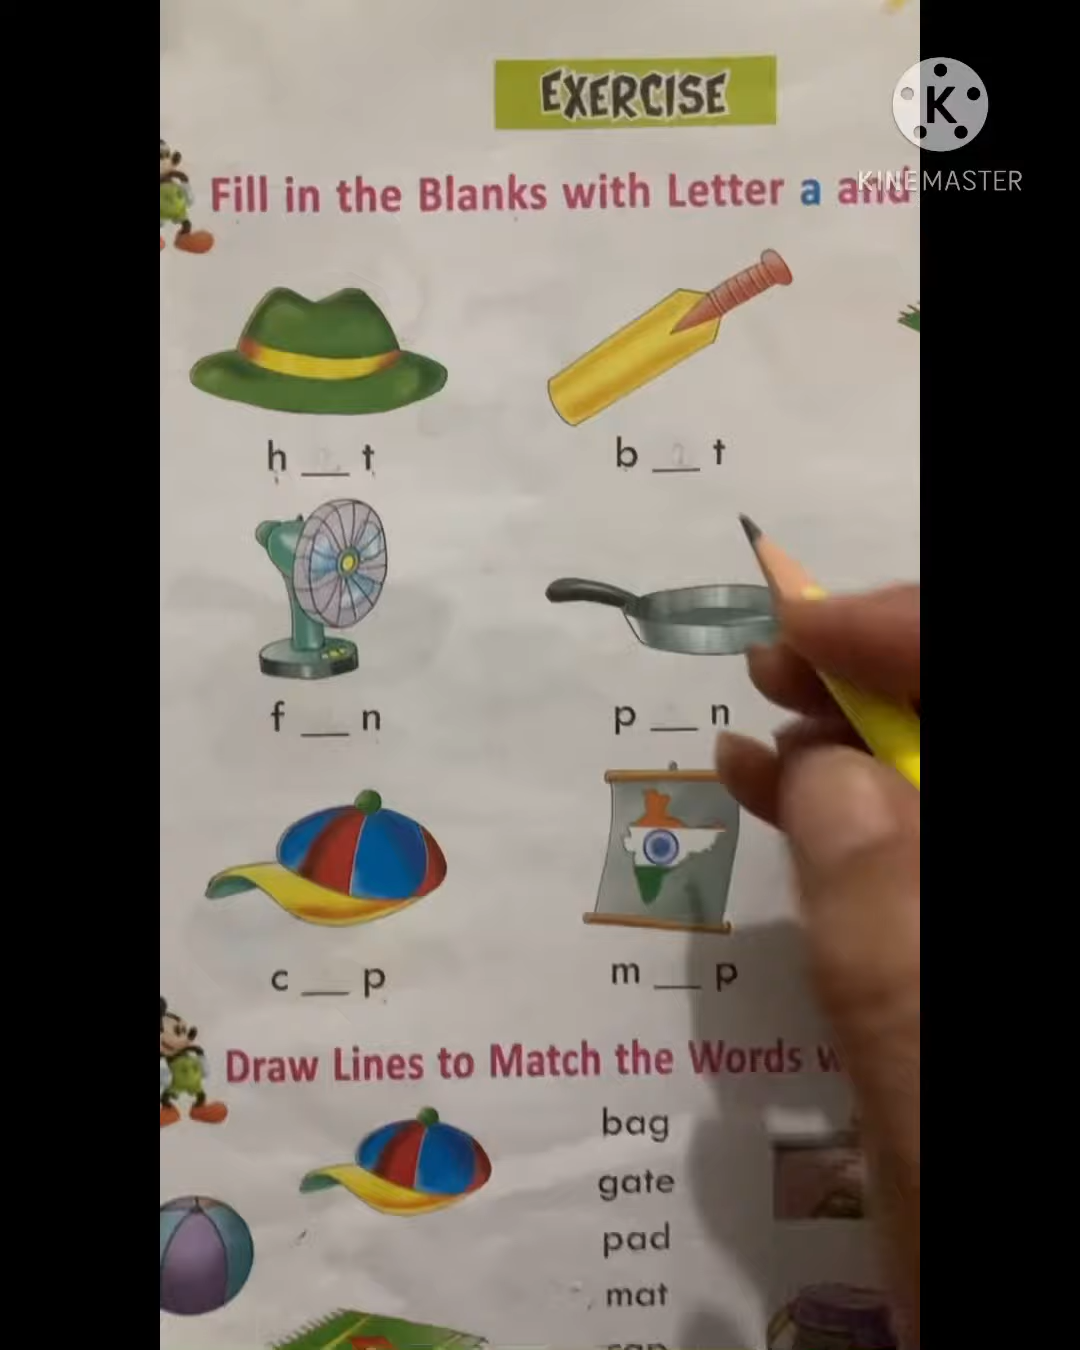 EXERCISE
K
KINEMASTER
Fill in the Blanks with Letter a and
h __ t
b __ t
f __ n
p __ n
c __ p
m __ p
Draw Lines to Match the Words
bag
gate
pad
mat